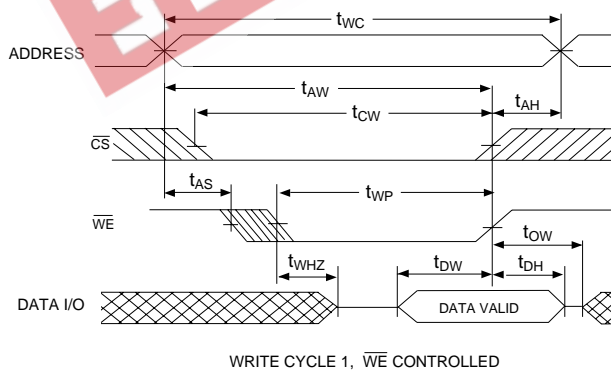 tWC
ADDRESS
tAW
tAH
tCW
CS
tAS
tWP
WE
tOW
tWHZ
tDW
tDH
DATA I/O
DATA VALID
WRITE CYCLE 1, WE CONTROLLED